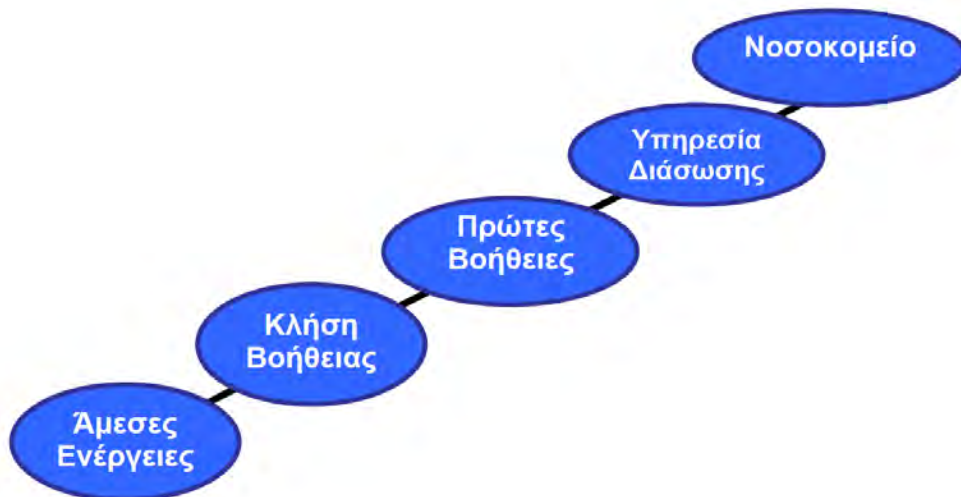 Νοσοκομείο
Υπηρεσία
Διάσωσης
Πρώτες
Βοήθειες
Κλήση
Βοήθειας
Άμεσες
Ενέργειες